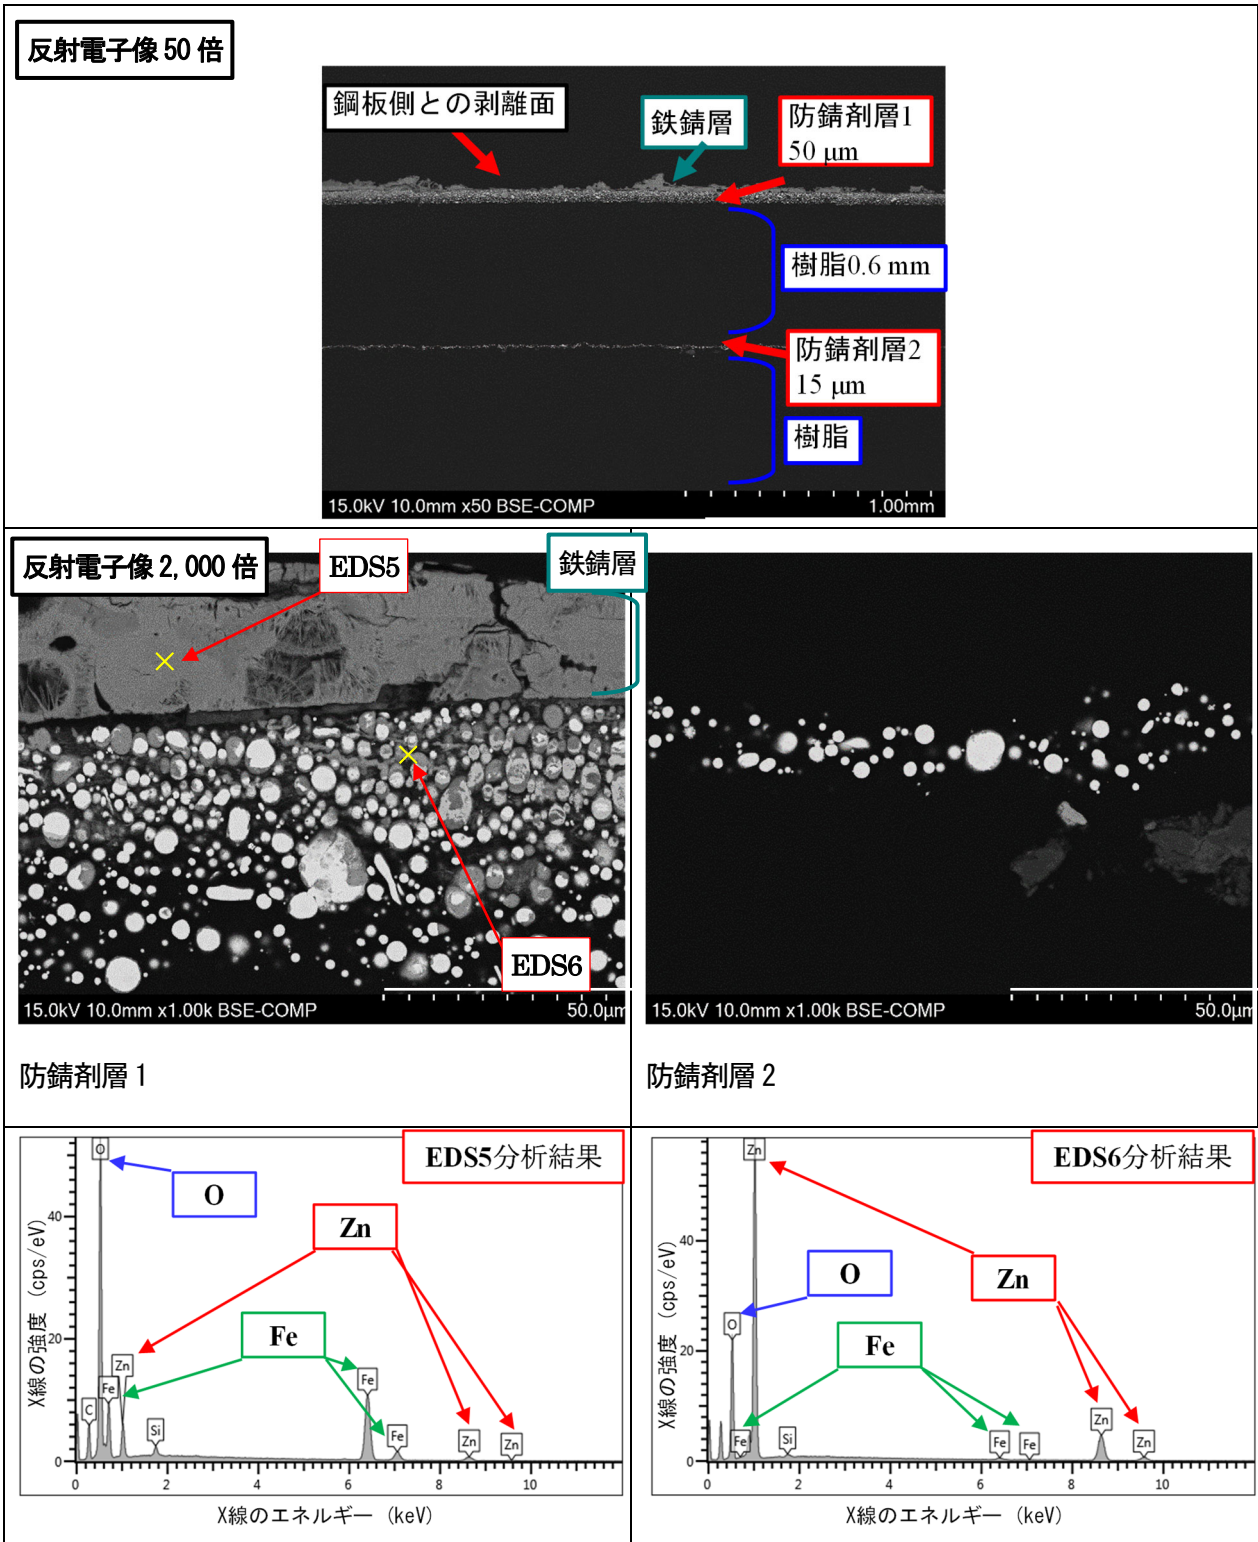 反射電子像 50 倍
鋼板側との剥離面
鉄錆層
防錆剤層1
50 μm
樹脂0.6 mm
防錆剤層2
15 μm
樹脂
15.0kV 10.0mm x50 BSE-COMP
1.00mm
反射電子像 2,000 倍
EDS5
鉄錆層
EDS6
15.0kV 10.0mm x1.00k BSE-COMP
50.0μm
15.0kV 10.0mm x1.00k BSE-COMP
50.0μm
防錆剤層 1
防錆剤層 2
EDS5分析結果
O
O
Zn
Fe
C
Fe
Zn
Si
Fe
Fe
Zn
Zn
40
20
0
0
2
4
6
8
10
X線の強度 (cps/eV)
X線のエネルギー (keV)
EDS6分析結果
Zn
O
Zn
O
Fe
Fe
Si
Fe
Fe
Zn
Zn
40
20
0
0
2
4
6
8
10
X線の強度 (cps/eV)
X線のエネルギー (keV)